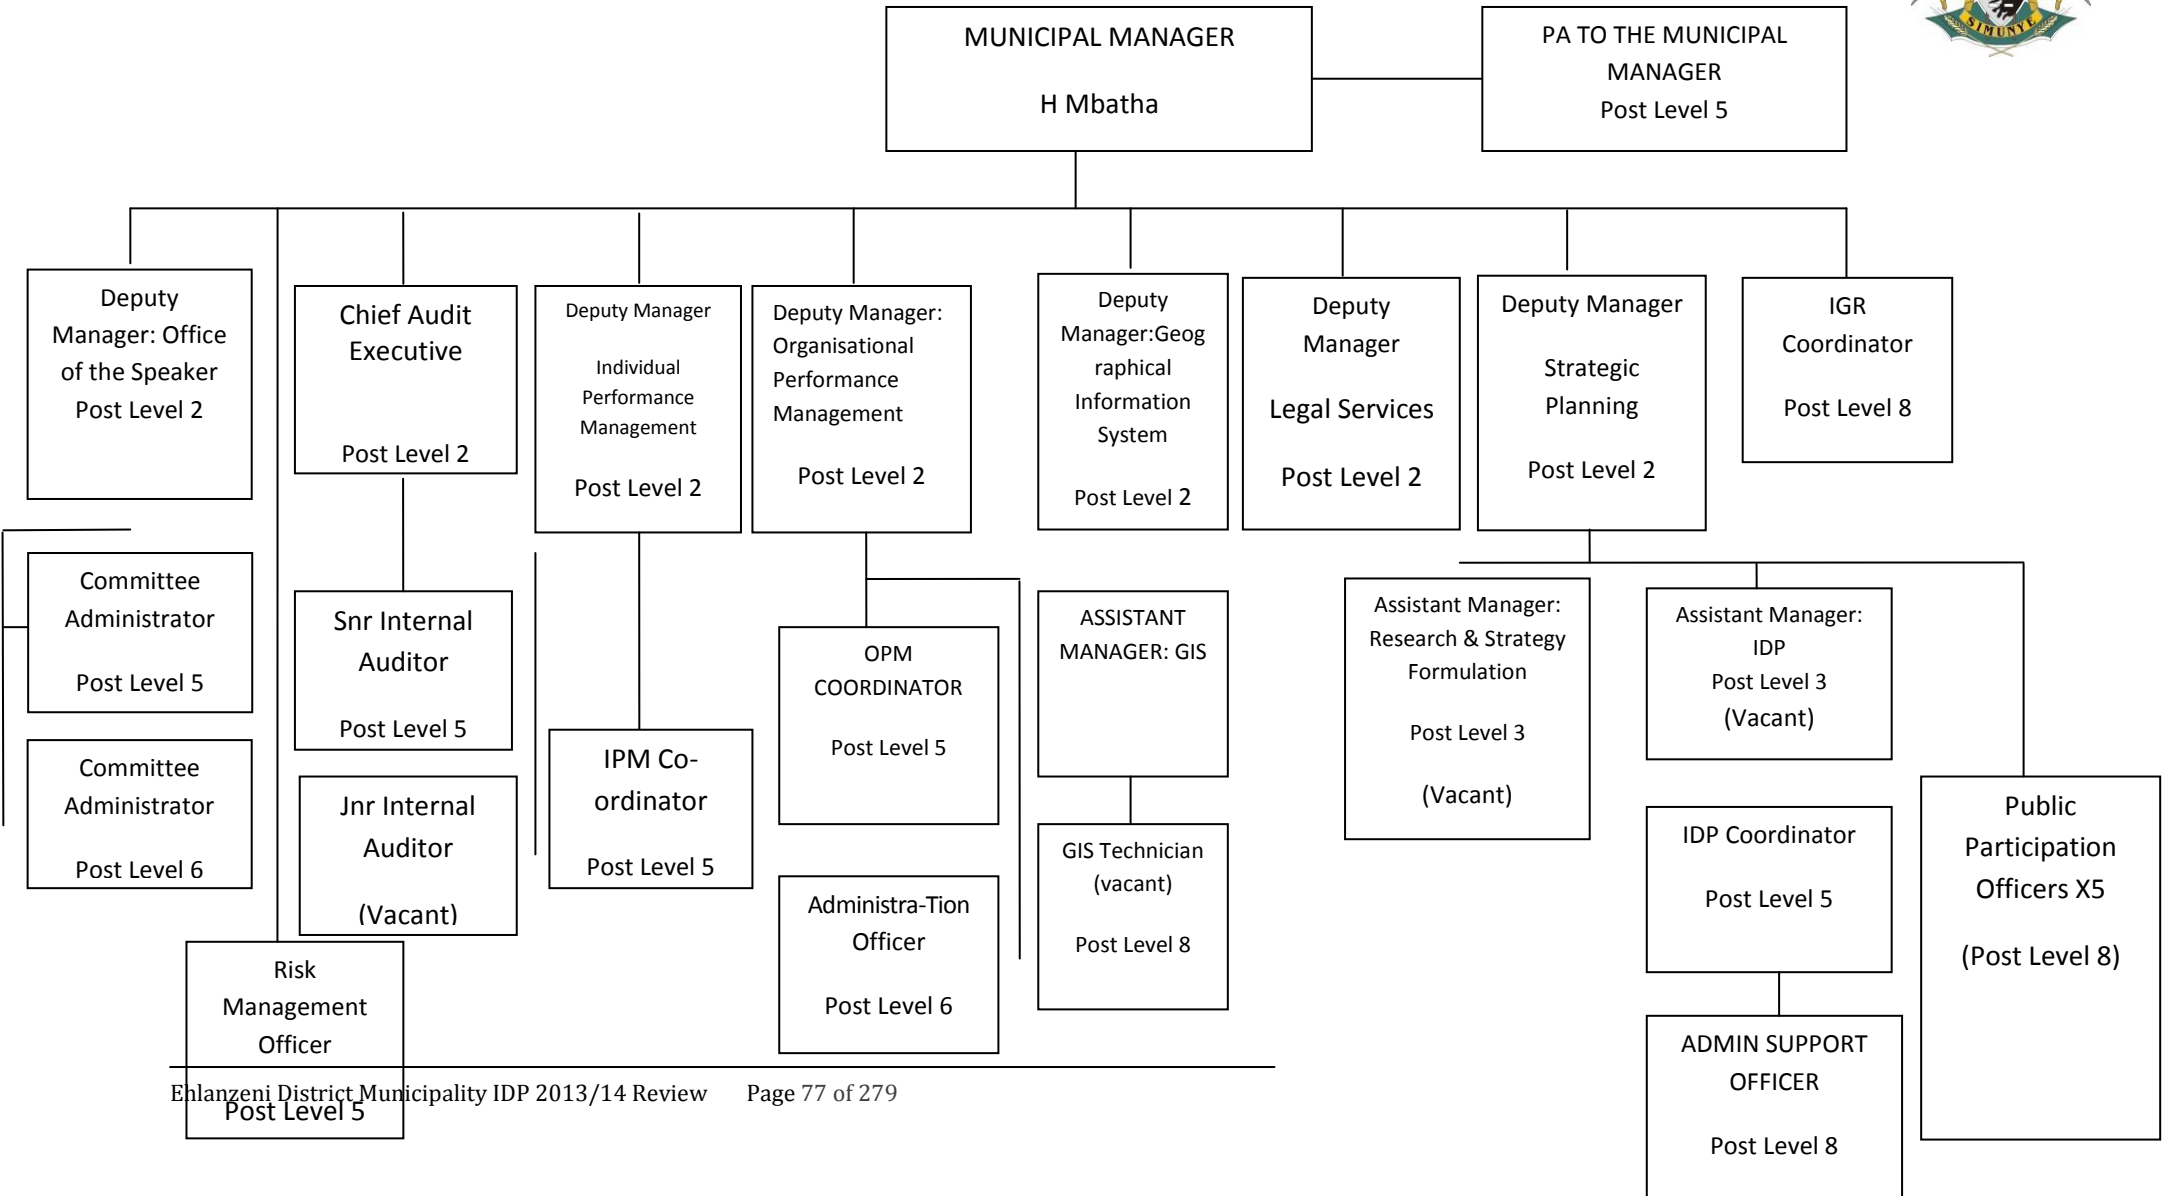 MUNICIPAL MANAGER
H Mbatha
PA TO THE MUNICIPAL
MANAGER
Post Level 5
SIMUNYE
Deputy
Manager: Office
of the Speaker
Post Level 2
Chief Audit
Executive
Post Level 2
Deputy Manager
Individual
Performance
Management
Post Level 2
Deputy Manager:
Organisational
Performance
Management
Post Level 2
Deputy
Manager:Geog
raphical
Information
System
Post Level 2
Deputy
Manager
Legal Services
Post Level 2
Deputy Manager
Strategic
Planning
Post Level 2
IGR
Coordinator
Post Level 8
Committee
Administrator
Post Level 5
Committee
Administrator
Post Level 6
Snr Internal
Auditor
Post Level 5
Jnr Internal
Auditor
(Vacant)
Risk
Management
Officer
Post Level 5
IPM Co-
ordinator
Post Level 5
OPM
COORDINATOR
Post Level 5
Administra-Tion
Officer
Post Level 6
ASSISTANT
MANAGER: GIS
GIS Technician
(vacant)
Post Level 8
Assistant Manager:
Research & Strategy
Formulation
Post Level 3
(Vacant)
Assistant Manager:
IDP
Post Level 3
(Vacant)
IDP Coordinator
Post Level 5
ADMIN SUPPORT
OFFICER
Post Level 8
Public
Participation
Officers X5
(Post Level 8)
Ehlanzeni District Municipality IDP 2013/14 Review Page 77 of 279